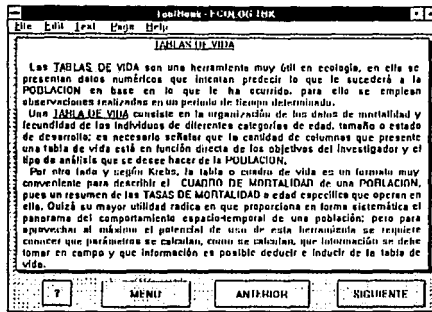 ToolBook - ECOLOG.TBK
File Edit Text Page Help
TABLAS DE VIDA
Las TABLAS DE VIDA son una herramienta muy útil en ecología, en ella se
presentan datos numéricos que intentan predecir lo que le sucederá a la
POBLACION en base en lo que le ha ocurrido, para ello se emplean
observaciones realizadas en un periodo de tiempo determinado.
Una TABLA DE VIDA consiste en la organización de los datos de mortalidad y
fecundidad de los individuos de diferentes categorías de edad, tamaño o estado
de desarrollo; es necesario señalar que la cantidad de columnas que presente
una tabla de vida está en función directa de los objetivos del investigador y el
tipo de análisis que se desee hacer de la POBLACION.
Por otro lado y según Krebs, la tabla o cuadro de vida es un formato muy
conveniente para describir el CUADRO DE MORTALIDAD de una POBLACION,
pues un resumen de las TASAS DE MORTALIDAD a edad específica que operan en
ella. Quizá su mayor utilidad radica en que proporciona en forma sistemática el
panorama del comportamiento espacio-temporal de una población; pero para
aprovechar al máximo el potencial de uso de esta herramienta se requiere
conocer que parámetros se calculan, como se calculan, que información se debe
tomar en campo y que información es posible deducir e inducir de la tabla de
vida.
? MENU ANTERIOR SIGUIENTE